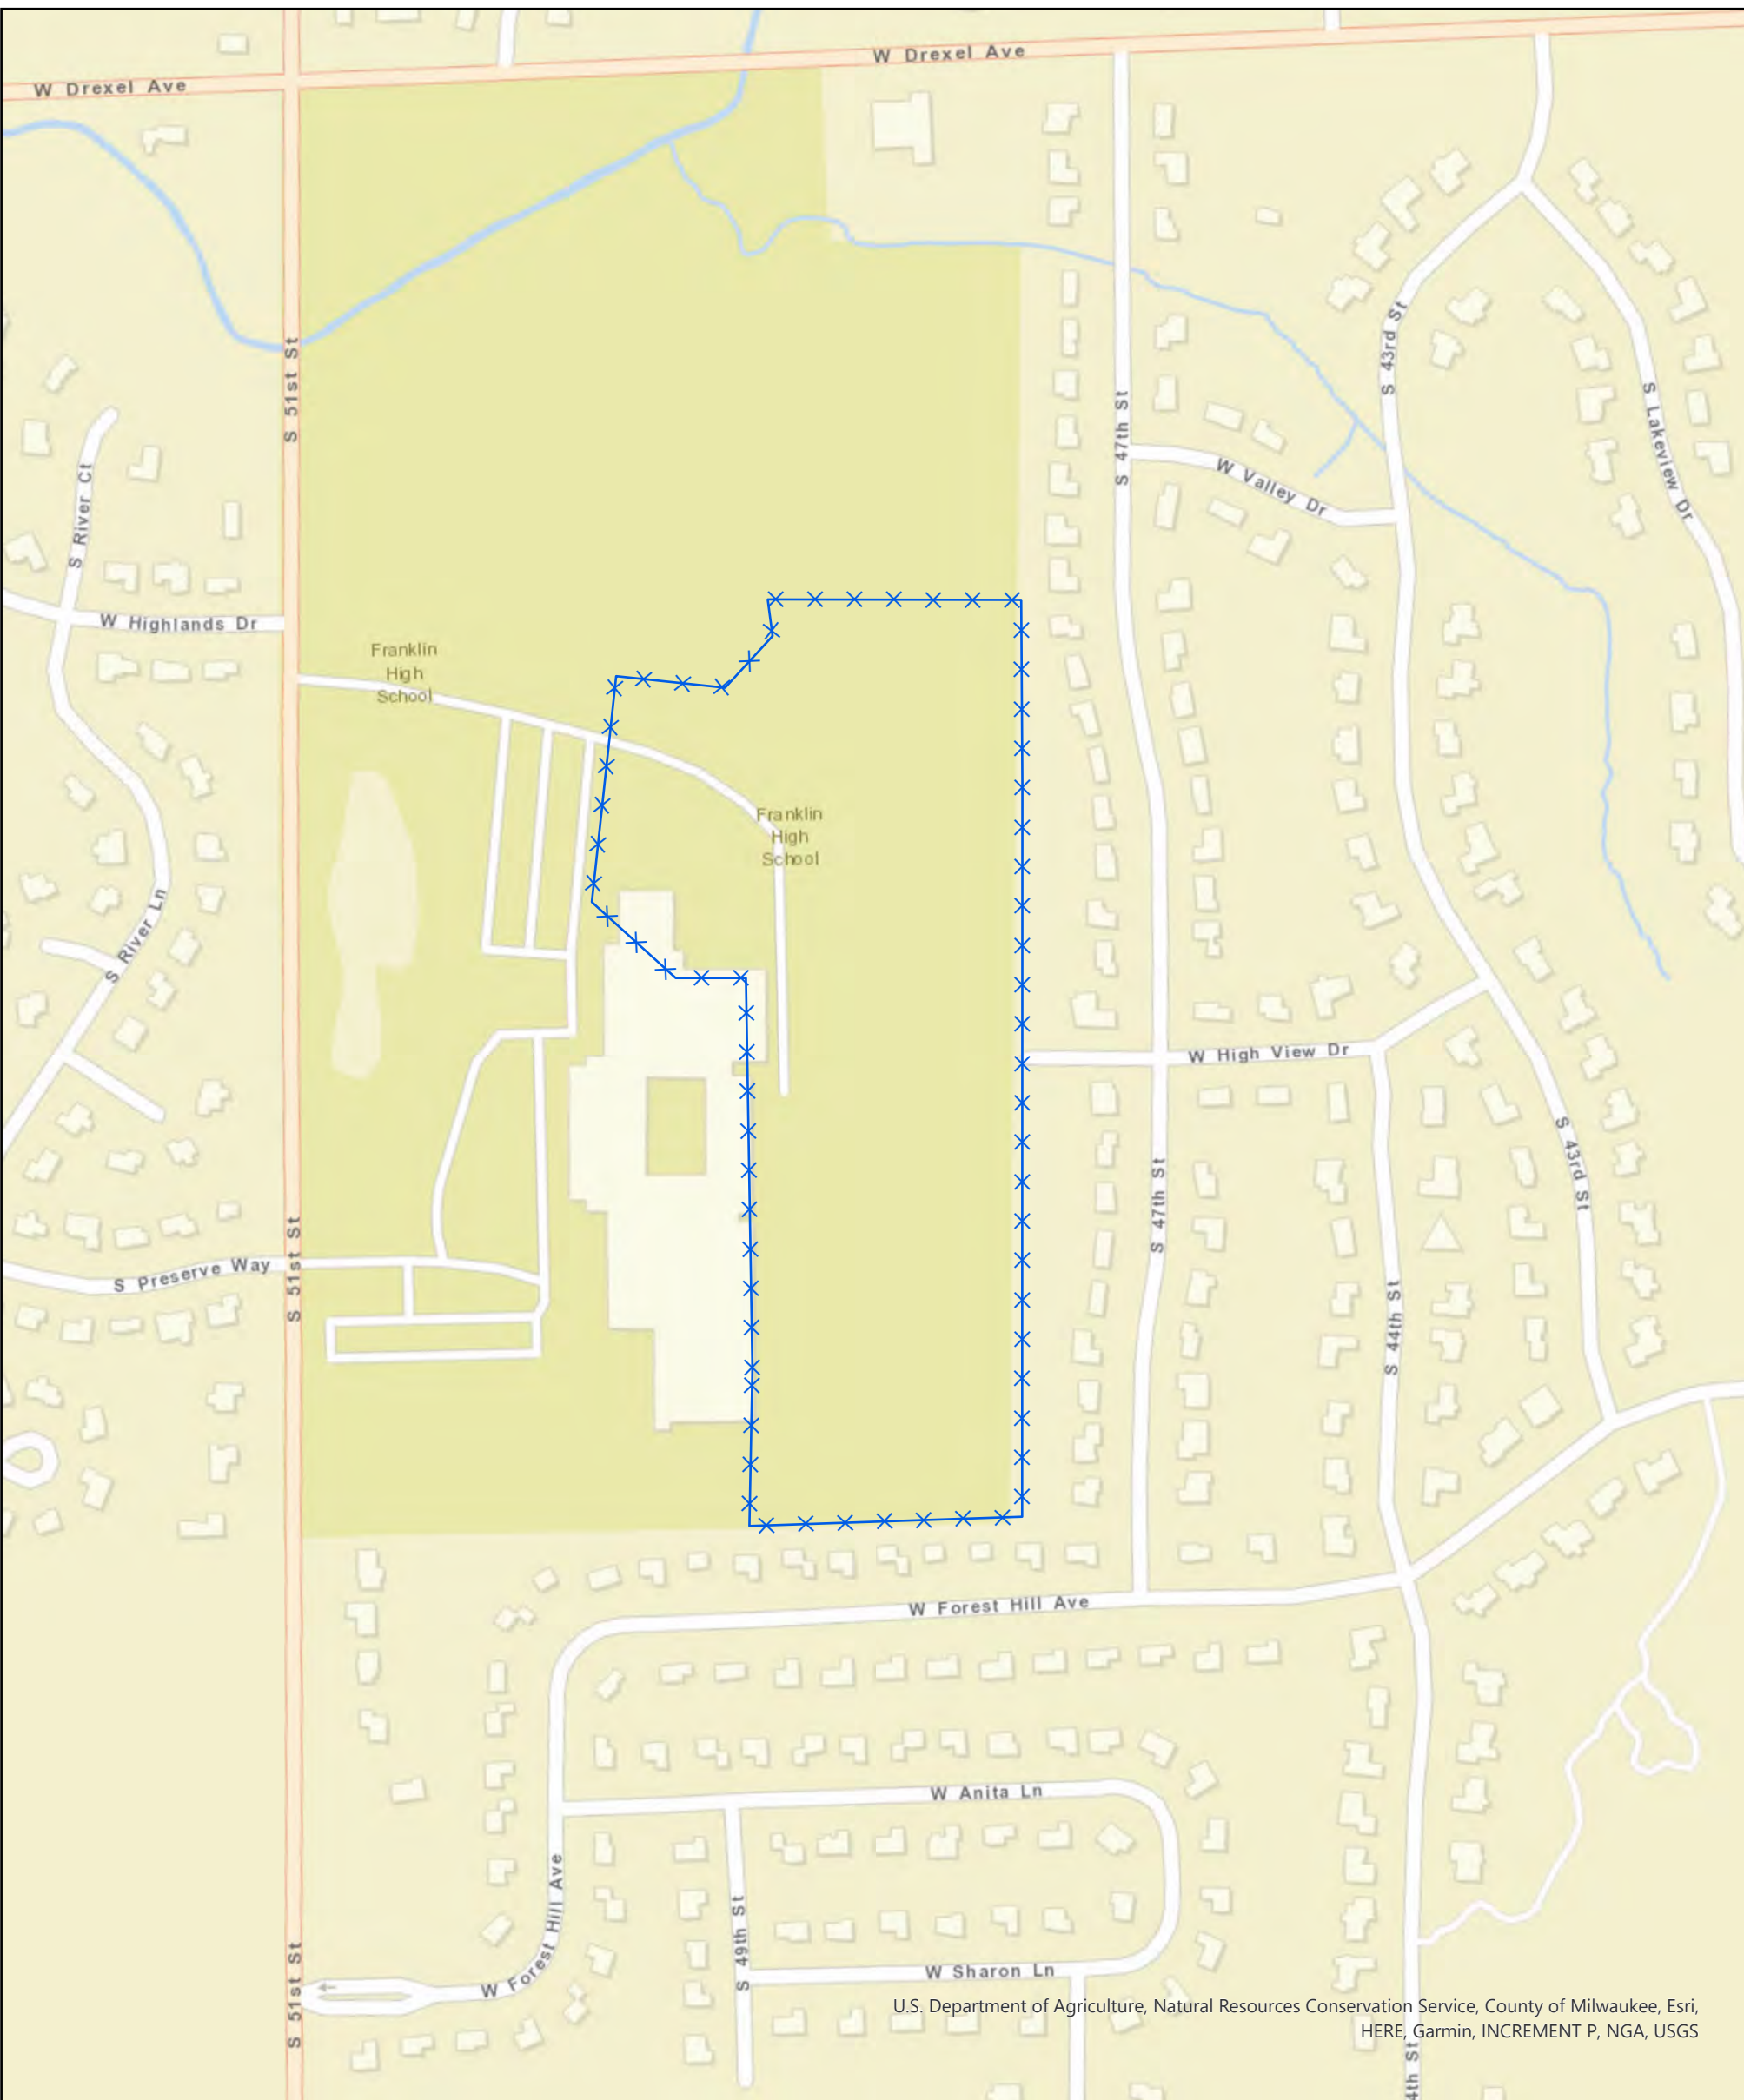 W Drexel Ave
W Drexel Ave
S 51st St
S 43rd St
S 47th St
S Lakeview Dr
S River Ct
W Valley Dr
W Highlands Dr
Franklin
High
School
Franklin
High
School
S River Ln
W High View Dr
S 43rd St
S 47th St
S 51st St
S Preserve Way
S 44th St
W Forest Hill Ave
W Anita Ln
W Forest Hill Ave
S 49th St
S 51st St
W Sharon Ln
U.S. Department of Agriculture, Natural Resources Conservation Service, County of Milwaukee, Esri,
HERE, Garmin, INCREMENT P, NGA, USGS
4th St